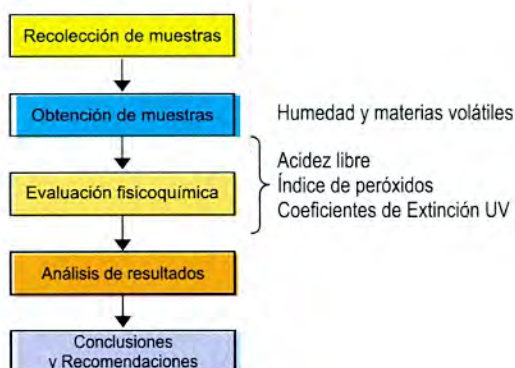 Recolección de muestras
Obtención de muestras
Humedad y materias volátiles
Acidez libre
Índice de peróxidos
Coeficientes de Extinción UV
Evaluación fisicoquímica
Análisis de resultados
Conclusiones
y Recomendaciones